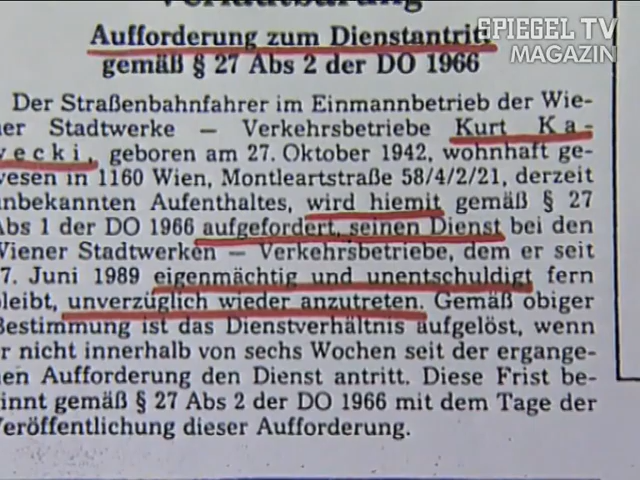 Verlautbarung
SPIEGEL TV
MAGAZIN
Aufforderung zum Dienstantritt
gemäß § 27 Abs 2 der DO 1966
Der Straßenbahnfahrer im Einmannbetrieb der Wie-
ner Stadtwerke — Verkehrsbetriebe Kurt Ka-
wecki, geboren am 27. Oktober 1942, wohnhaft ge-
wesen in 1160 Wien, Montleartstraße 58/4/2/21, derzeit
unbekannten Aufenthaltes, wird hiemit gemäß § 27
Abs 1 der DO 1966 aufgefordert, seinen Dienst bei den
Wiener Stadtwerken — Verkehrsbetriebe, dem er seit
7. Juni 1989 eigenmächtig und unentschuldigt fern
bleibt, unverzüglich wieder anzutreten. Gemäß obiger
Bestimmung ist das Dienstverhältnis aufgelöst, wenn
er nicht innerhalb von sechs Wochen seit der ergange-
nen Aufforderung den Dienst antritt. Diese Frist be-
ginnt gemäß § 27 Abs 2 der DO 1966 mit dem Tage der
Veröffentlichung dieser Aufforderung.